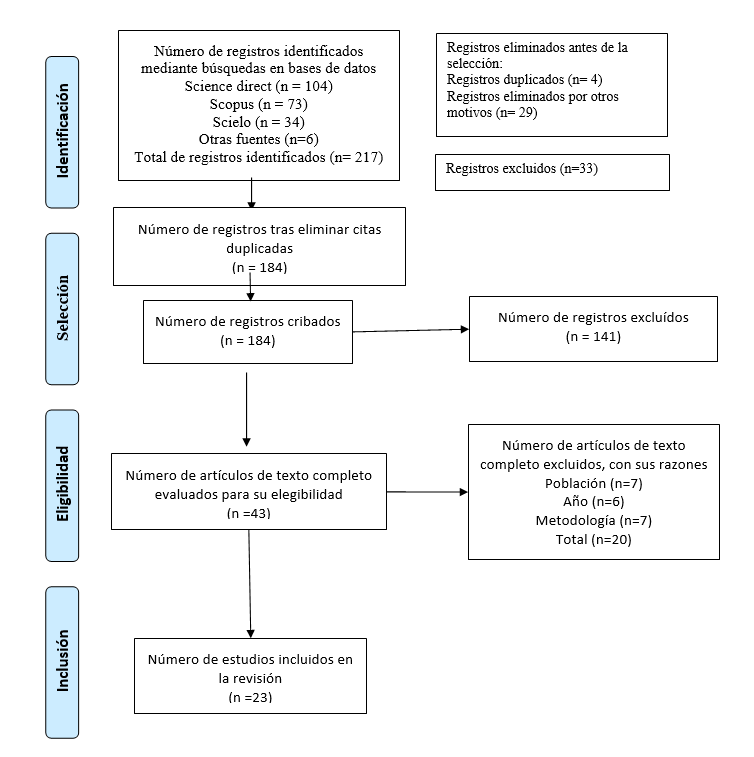 Identificación
Número de registros identificados
mediante búsquedas en bases de datos
Science direct (n = 104)
Scopus (n = 73)
Scielo (n = 34)
Otras fuentes (n=6)
Total de registros identificados (n= 217)
Registros eliminados antes de la
selección:
Registros duplicados (n= 4)
Registros eliminados por otros
motivos (n= 29)
Registros excluidos (n=33)
Selección
Número de registros tras eliminar citas
duplicadas
(n = 184)
Número de registros cribados
(n = 184)
Número de registros excluídos
(n = 141)
Eligibilidad
Número de artículos de texto completo
evaluados para su elegibilidad
(n =43)
Número de artículos de texto
completo excluidos, con sus razones
Población (n=7)
Año (n=6)
Metodología (n=7)
Total (n=20)
Inclusión
Número de estudios incluidos en
la revisión
(n =23)